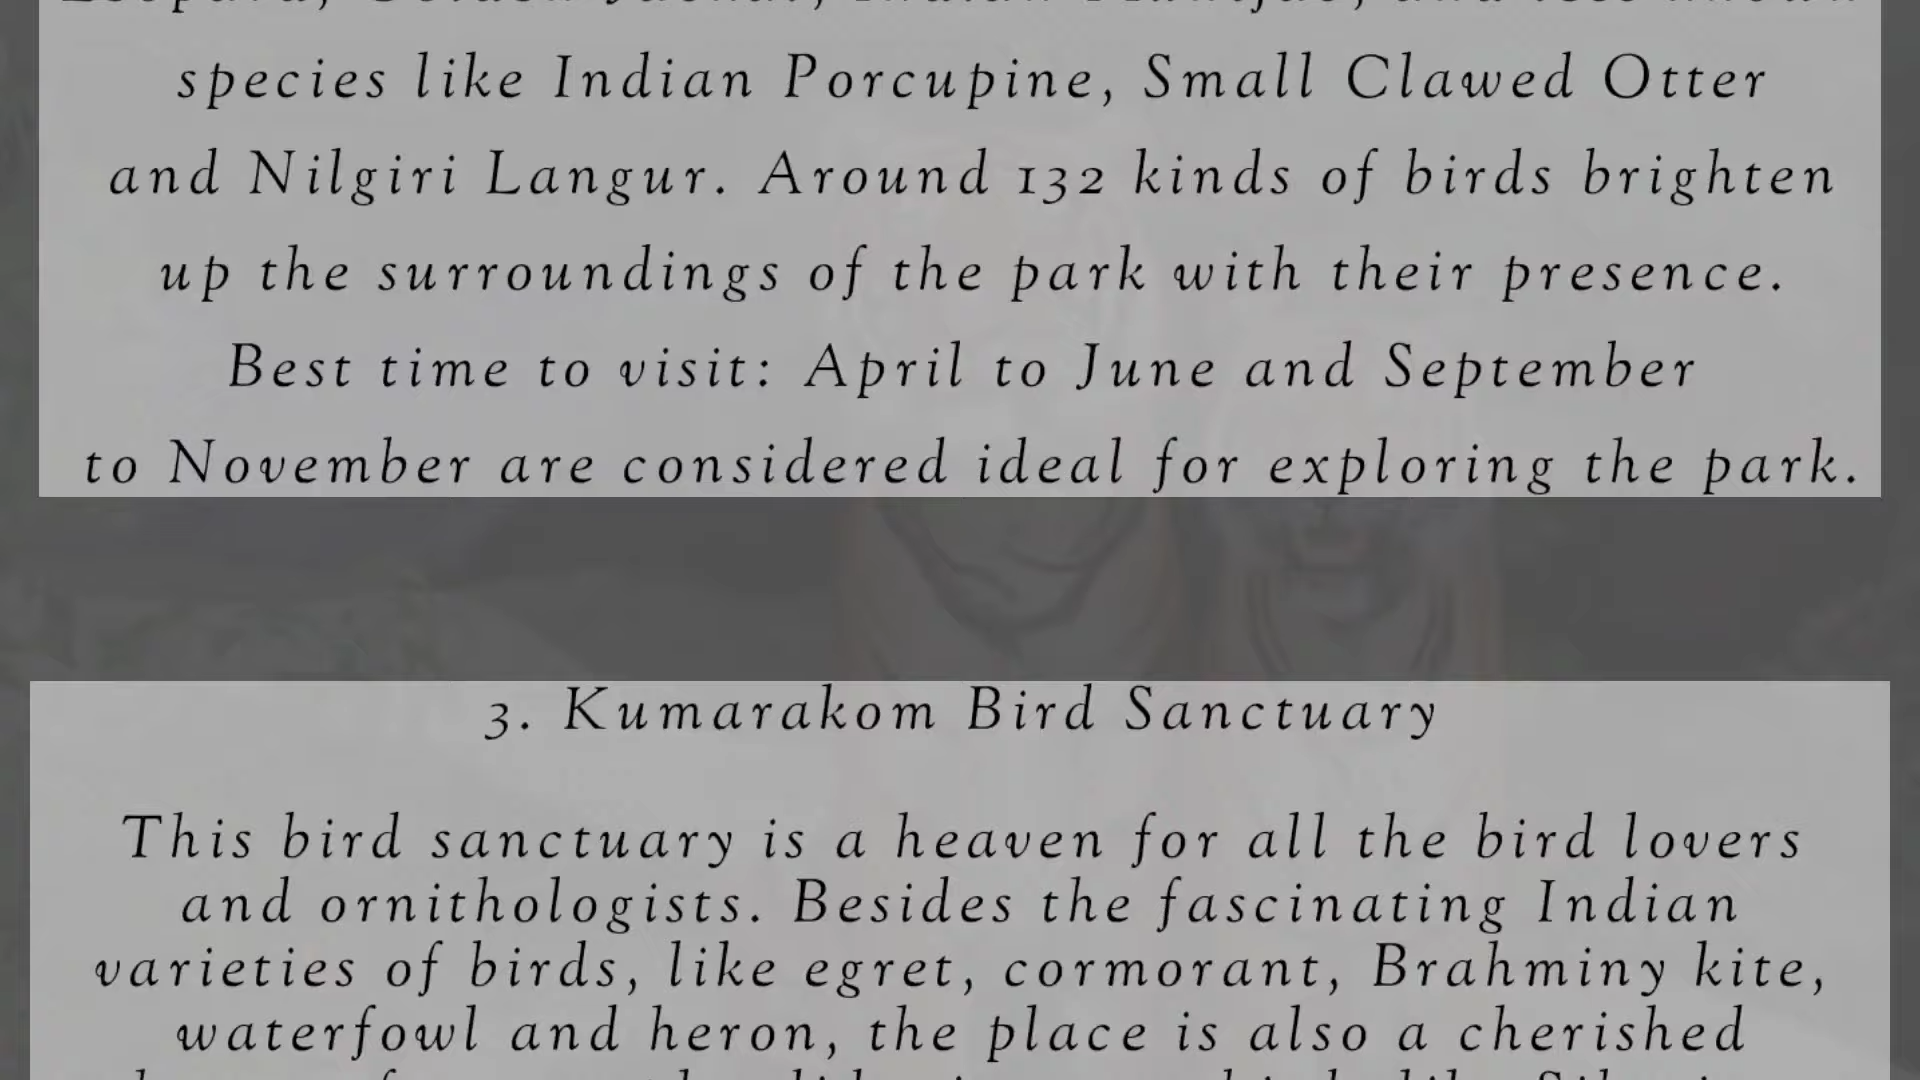 species like Indian Porcupine, Small Clawed Otter
and Nilgiri Langur. Around 132 kinds of birds brighten
up the surroundings of the park with their presence.
Best time to visit: April to June and September
to November are considered ideal for exploring the park.
3. Kumarakom Bird Sanctuary
This bird sanctuary is a heaven for all the bird lovers
and ornithologists. Besides the fascinating Indian
varieties of birds, like egret, cormorant, Brahminy kite,
waterfowl and heron, the place is also a cherished